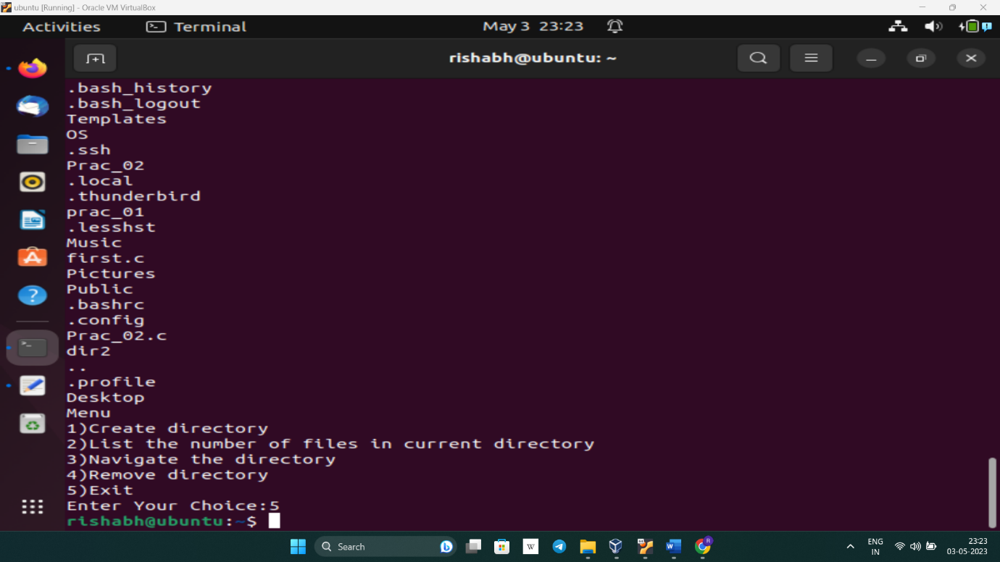 ubuntu [Running] - Oracle VM VirtualBox
Activities Terminal May 3 23:23
rishabh@ubuntu: ~
.bash_history
.bash_logout
Templates
OS
.ssh
Prac_02
.local
.thunderbird
prac_01
.lesshst
Music
first.c
Pictures
Public
.bashrc
.config
Prac_02.c
dir2
..
.profile
Desktop
Menu
1)Create directory
2)List the number of files in current directory
3)Navigate the directory
4)Remove directory
5)Exit
Enter Your Choice:5
rishabh@ubuntu:~$
Search
ENG
IN
23:23
03-05-2023